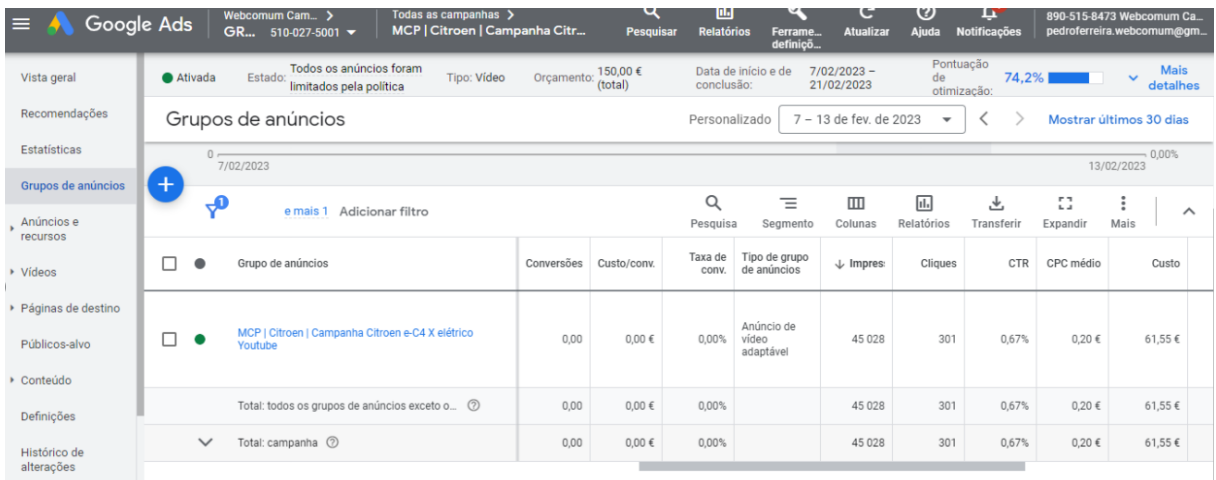 Google Ads
Webcomum Cam... >
GR... 510-027-5001
Todas as campanhas >
MCP | Citroen | Campanha Citr...
Pesquisar
Relatórios
Ferrame...
definiçõ...
Atualizar
Ajuda
Notificações
890-515-8473 Webcomum Ca...
pedroferreira.webcomum@gm...
Vista geral
Recomendações
Estatísticas
Grupos de anúncios
Anúncios e
recursos
Vídeos
Páginas de destino
Públicos-alvo
Conteúdo
Definições
Histórico de
alterações
Ativada
Estado: Todos os anúncios foram
limitados pela política
Tipo: Vídeo
Orçamento: 150,00 €
(total)
Data de início e de
conclusão:
7/02/2023 –
21/02/2023
Pontuação
de
otimização:
74,2%
Mais
detalhes
Grupos de anúncios
Personalizado
7 – 13 de fev. de 2023
Mostrar últimos 30 dias
0
0,00%
7/02/2023
13/02/2023
1
e mais 1 Adicionar filtro
Pesquisa
Segmento
Colunas
Relatórios
Transferir
Expandir
Mais
Grupo de anúncios
Conversões
Custo/conv.
Taxa de
conv.
Tipo de grupo
de anúncios
Impres
Cliques
CTR
CPC médio
Custo
MCP | Citroen | Campanha Citroen e-C4 X elétrico
Youtube
0,00
0,00 €
0,00%
Anúncio de
vídeo
adaptável
45 028
301
0,67%
0,20 €
61,55 €
Total: todos os grupos de anúncios exceto o... 0,00 0,00 € 0,00% 45 028 301 0,67% 0,20 € 61,55 €
Total: campanha 0,00 0,00 € 0,00% 45 028 301 0,67% 0,20 € 61,55 €